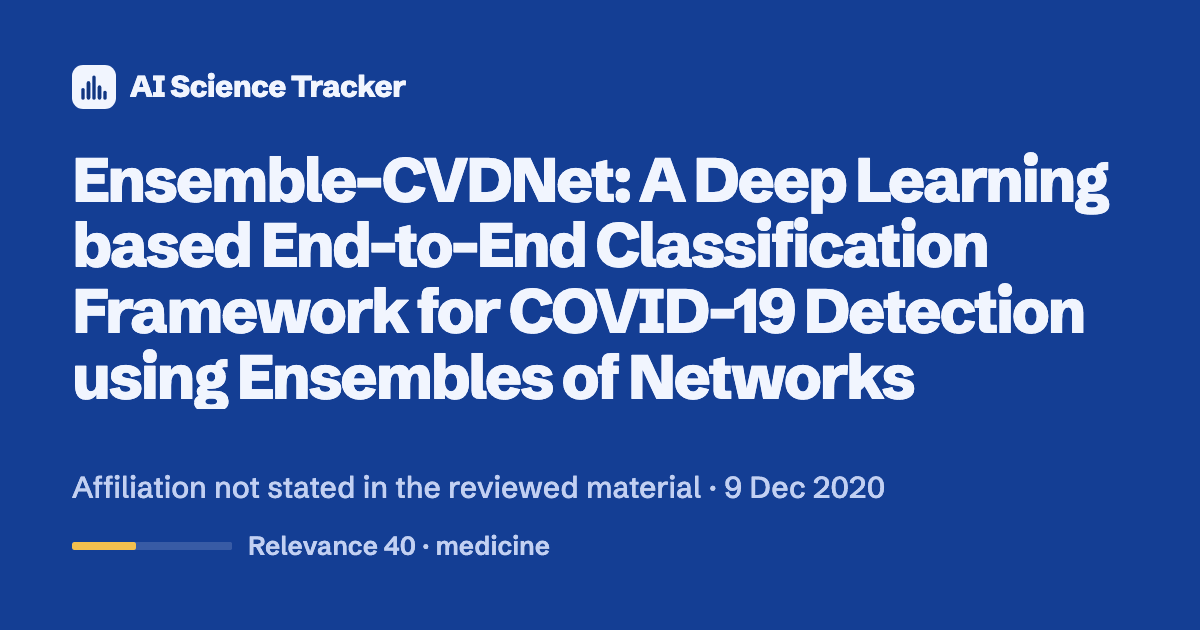 AI Science Tracker
Ensemble-CVDNet: A Deep Learning
based End-to-End Classification
Framework for COVID-19 Detection
using Ensembles of Networks
Affiliation not stated in the reviewed material · 9 Dec 2020
Relevance 40 · medicine